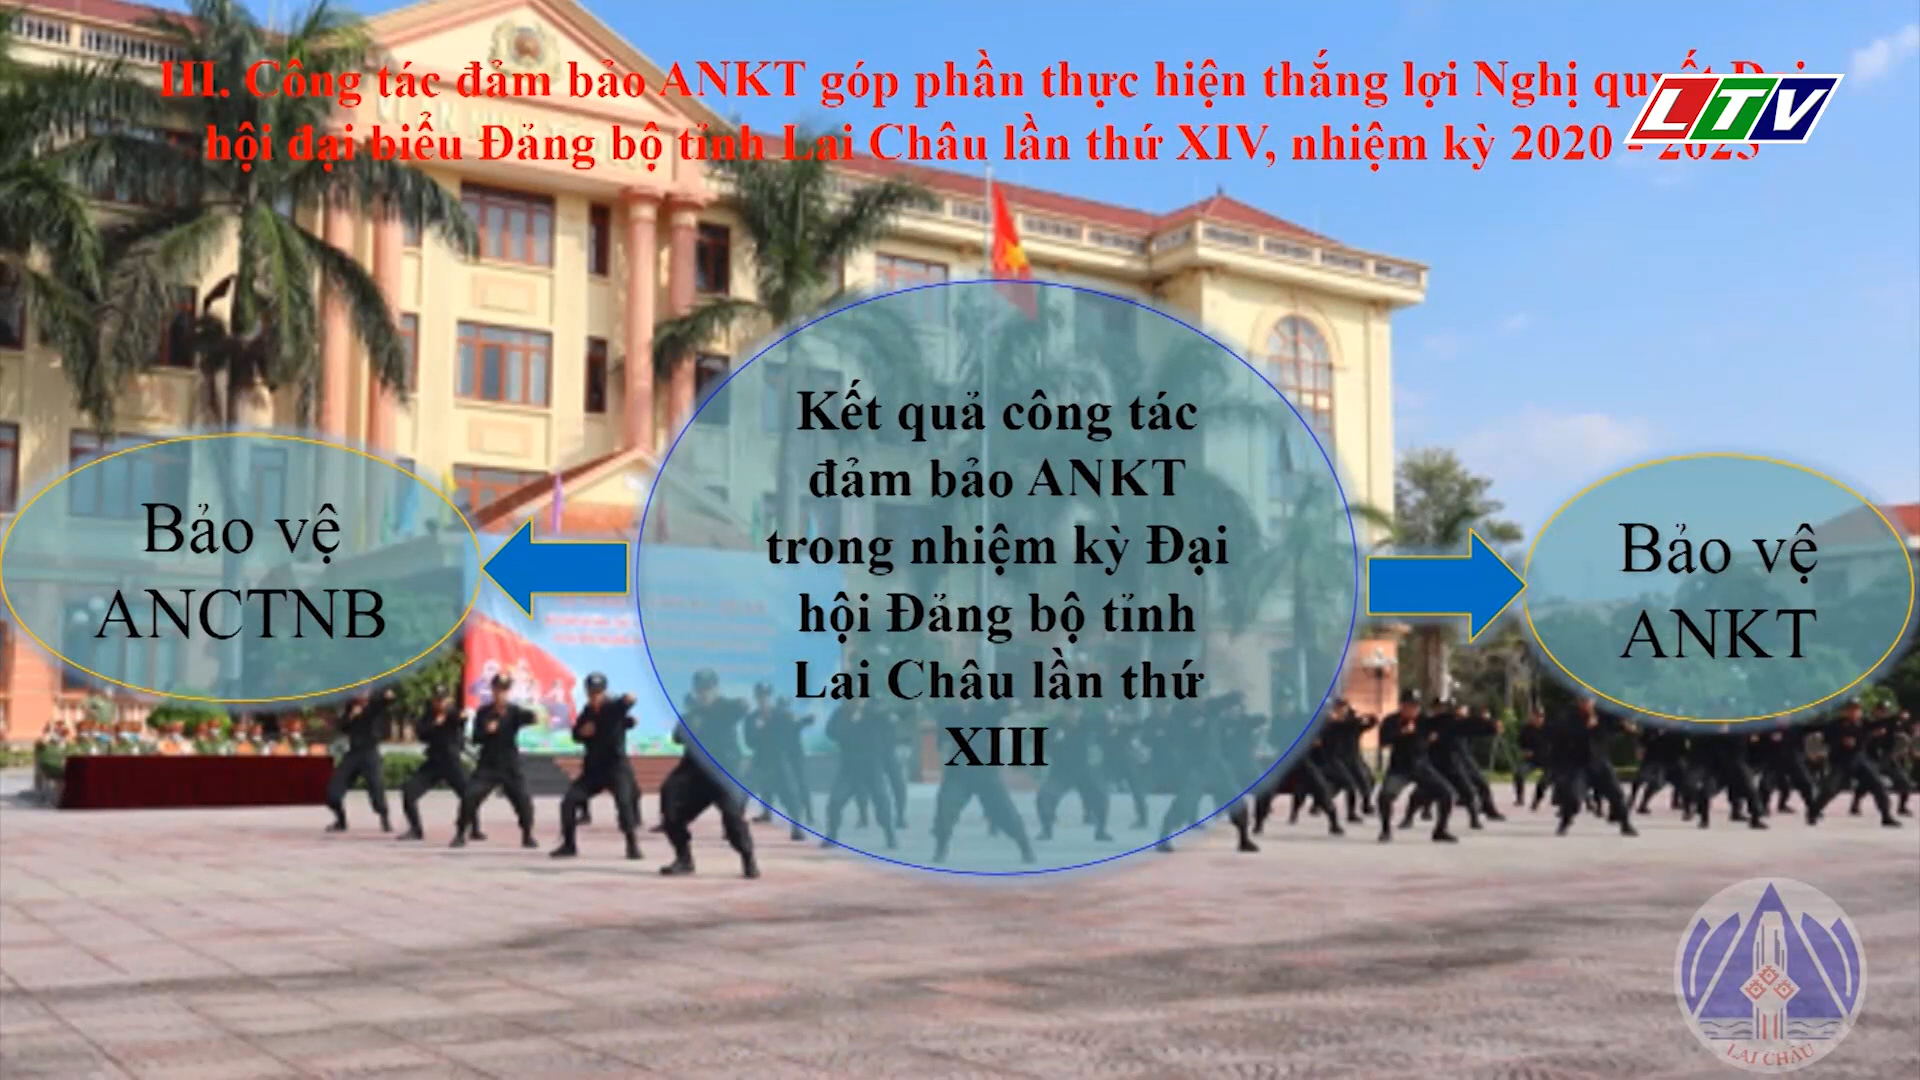 III. Công tác đảm bảo ANKT góp phần thực hiện thắng lợi Nghị quyết Đại
LTV
hội đại biểu Đảng bộ tỉnh Lai Châu lần thứ XIV, nhiệm kỳ 2020 - 2025
Kết quả công tác
đảm bảo ANKT
trong nhiệm kỳ Đại
hội Đảng bộ tỉnh
Lai Châu lần thứ
XIII
Bảo vệ
ANCTNB
Bảo vệ
ANKT
LAI CHÂU